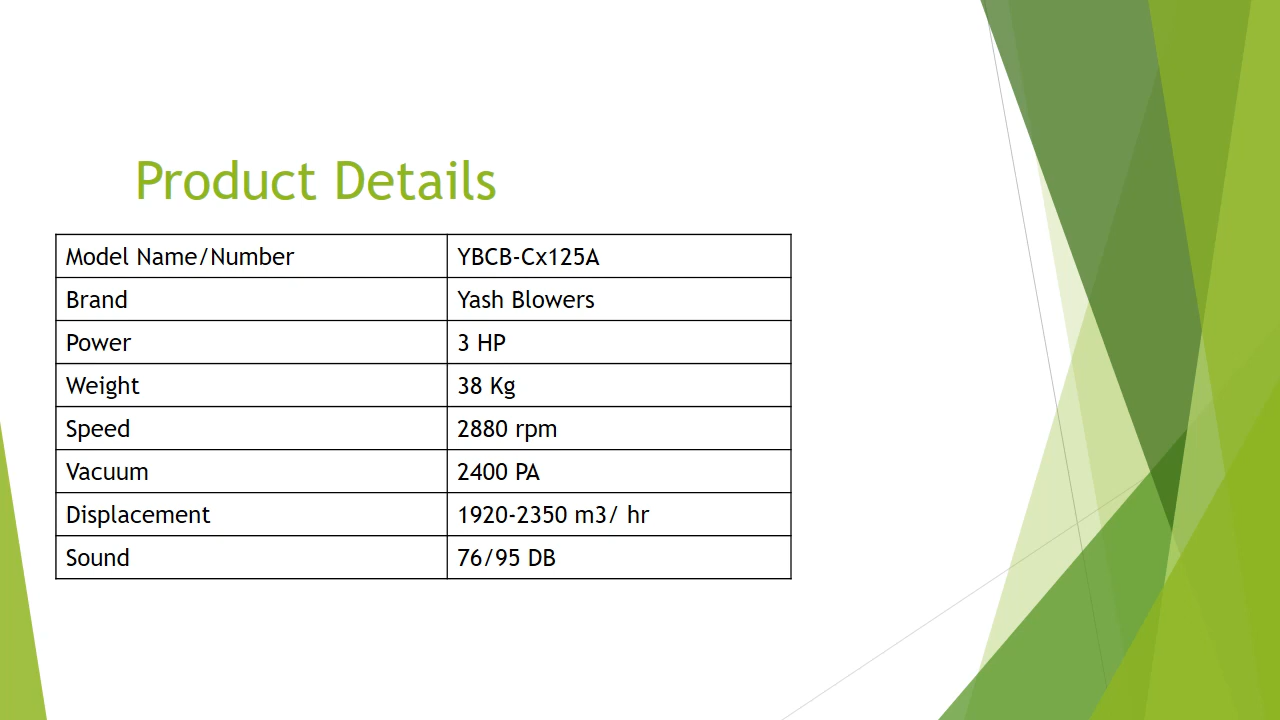 Product Details
Model Name/Number YBCB-Cx125A
Brand Yash Blowers
Power 3 HP
Weight 38 Kg
Speed 2880 rpm
Vacuum 2400 PA
Displacement 1920-2350 m3/ hr
Sound 76/95 DB